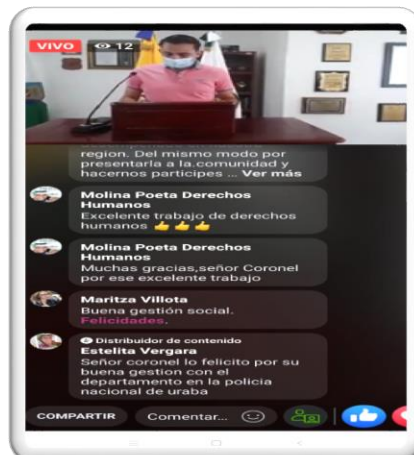 VIVO 12
region. Del mismo modo por
presentarla a la.comunidad y
hacernos participes ... Ver más
Molina Poeta Derechos
Humanos
Excelente trabajo de derechos
humanos 👍👍👍
Molina Poeta Derechos
Humanos
Muchas gracias,señor Coronel
por ese excelente trabajo
Maritza Villota
Buena gestión social.
Felicidades.
Distribuidor de contenido
Estelita Vergara
Señor coronel lo felicito por su
buena gestion con el
departamento en la policia
nacional de uraba
COMPARTIR Comentar...